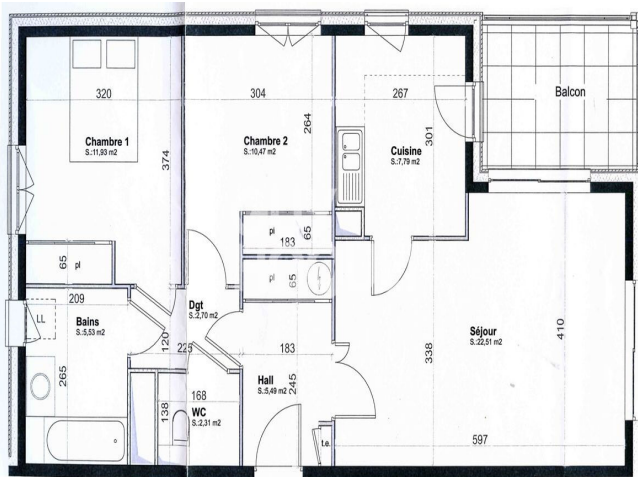 320
304
267
Balcon
Chambre 1
S.:11,93 m2
Chambre 2
S.:10,47 m2
Cuisine
S.:7,79 m2
264
301
374
pl
183
65
65
pl
pl
65
209
LL
Bains
S.:5,53 m2
Dgt
S.:2,70 m2
Séjour
S.:22,51 m2
410
338
120
225
183
265
Hall
S.:5,49 m2
245
168
138
WC
S.:2,31 m2
t.e.
597